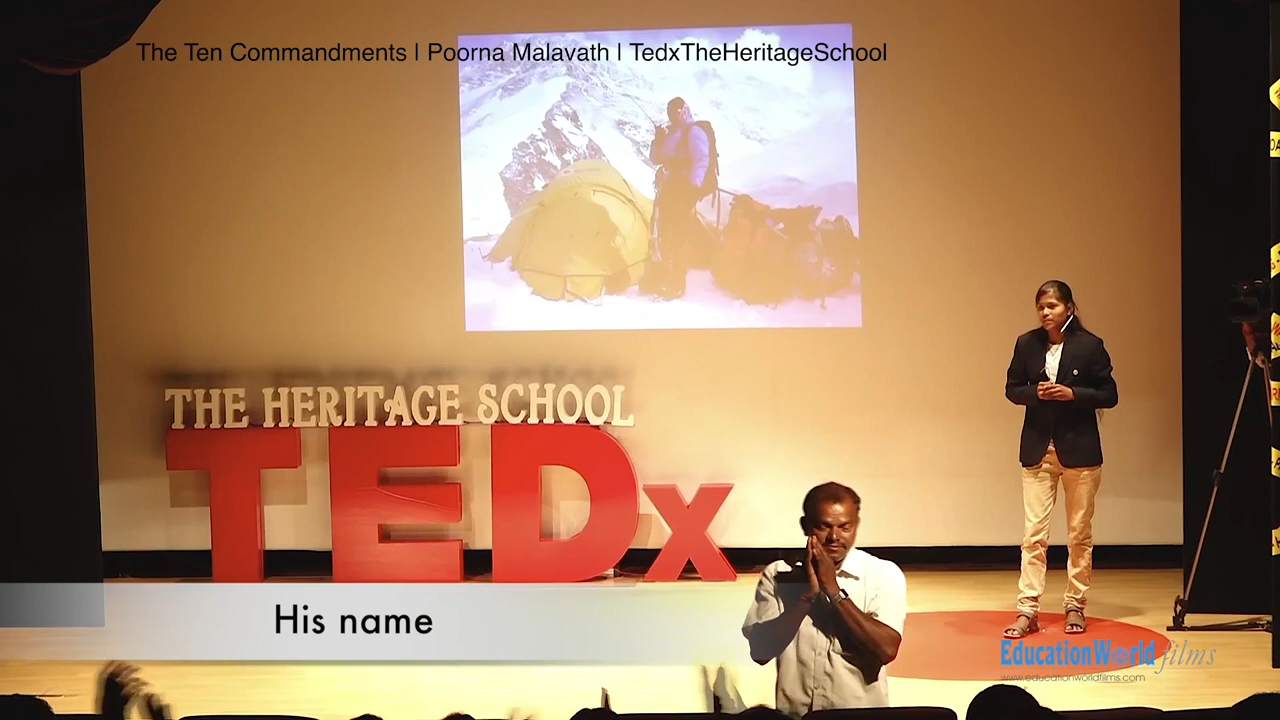 The Ten Commandments | Poorna Malavath | TedxTheHeritageSchool
THE HERITAGE SCHOOL
TEDx
His name
EducationWorld films
www.educationworldfilms.com